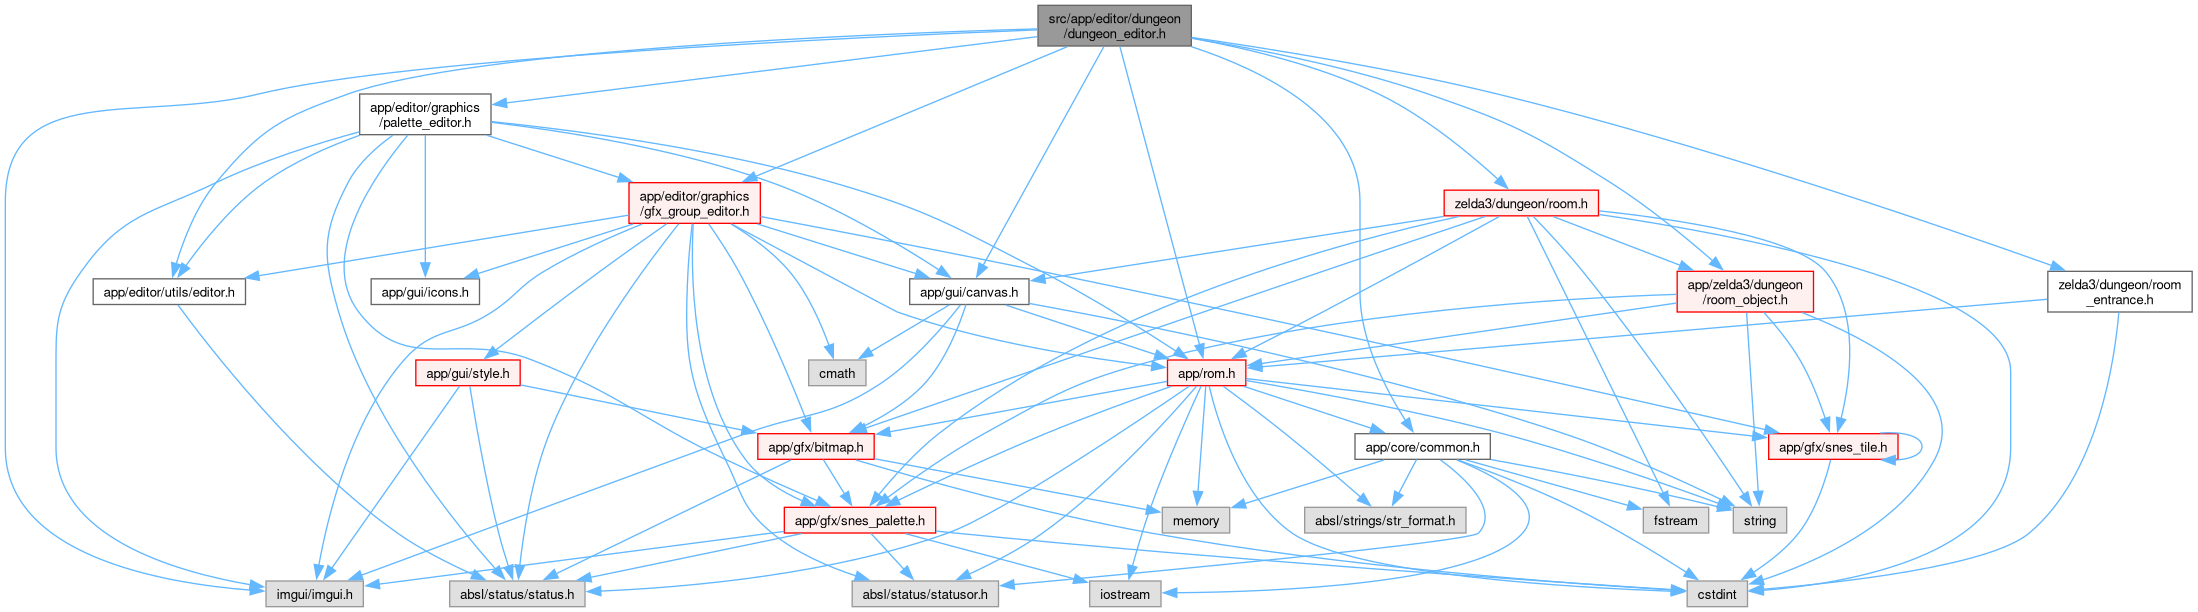 src/app/editor/dungeon
/dungeon_editor.h
app/editor/graphics
/palette_editor.h
app/editor/graphics
/gfx_group_editor.h
zelda3/dungeon/room.h
app/editor/utils/editor.h
app/gui/icons.h
app/gui/canvas.h
app/zelda3/dungeon
/room_object.h
zelda3/dungeon/room
_entrance.h
app/gui/style.h
cmath
app/rom.h
app/gfx/bitmap.h
app/core/common.h
app/gfx/snes_tile.h
app/gfx/snes_palette.h
memory
absl/strings/str_format.h
fstream
string
imgui/imgui.h
absl/status/status.h
absl/status/statusor.h
iostream
cstdint